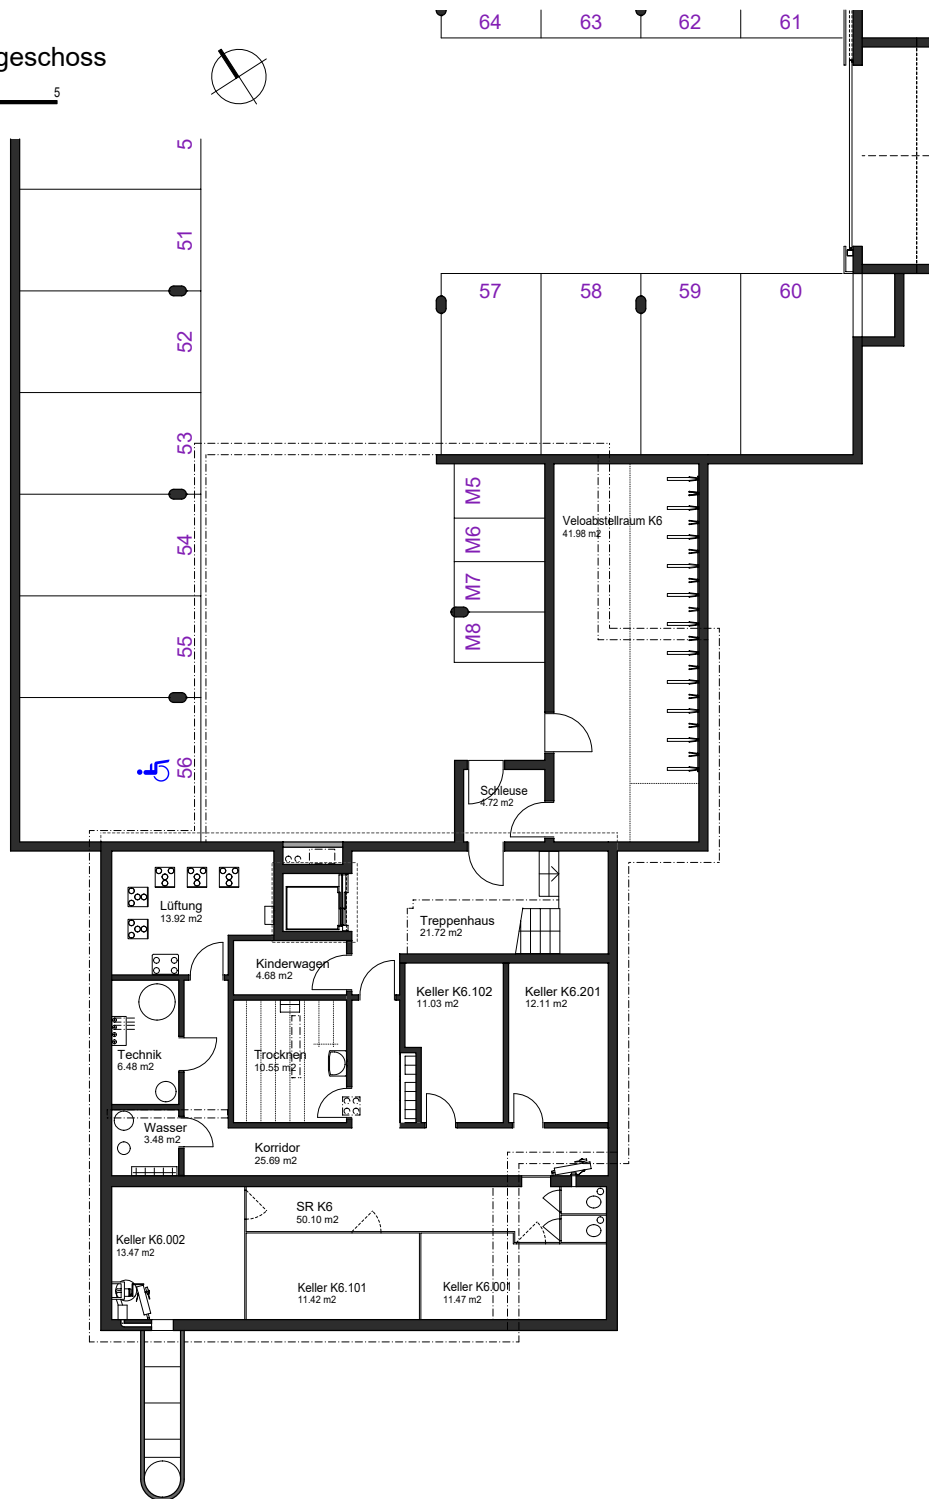 64 63 62 61
geschoss
5
5
51
52
53
54
55
56
57 58 59 60
M5
M6
M7
M8
Veloabstellraum K6
41.98 m2
Schleuse
4.72 m2
Lüftung
13.92 m2
Treppenhaus
21.72 m2
Kinderwagen
4.68 m2
Keller K6.102
11.03 m2
Keller K6.201
12.11 m2
Technik
6.48 m2
Trocknen
10.55 m2
Wasser
3.48 m2
Korridor
25.69 m2
SR K6
50.10 m2
Keller K6.002
13.47 m2
Keller K6.101
11.42 m2
Keller K6.001
11.47 m2